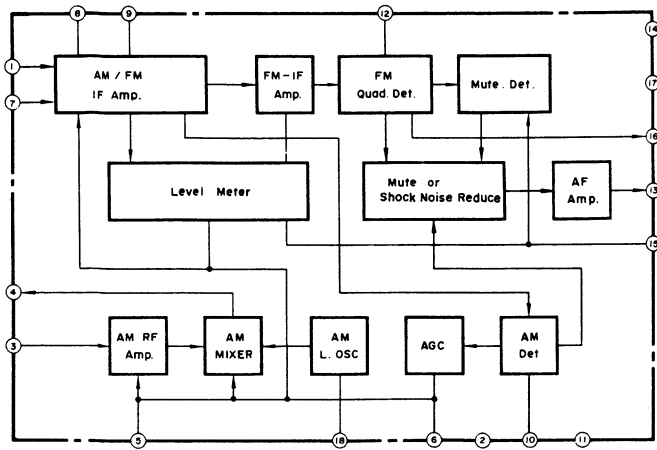 8
9
12
14
1
7
AM / FM
IF Amp.
FM-IF
Amp.
FM
Quad. Det.
Mute. Det.
17
16
Level Meter
Mute or
Shock Noise Reduce
AF
Amp.
13
15
4
3
AM RF
Amp.
AM
MIXER
AM
L. OSC
AGC
AM
Det
5
18
6
2
10
11